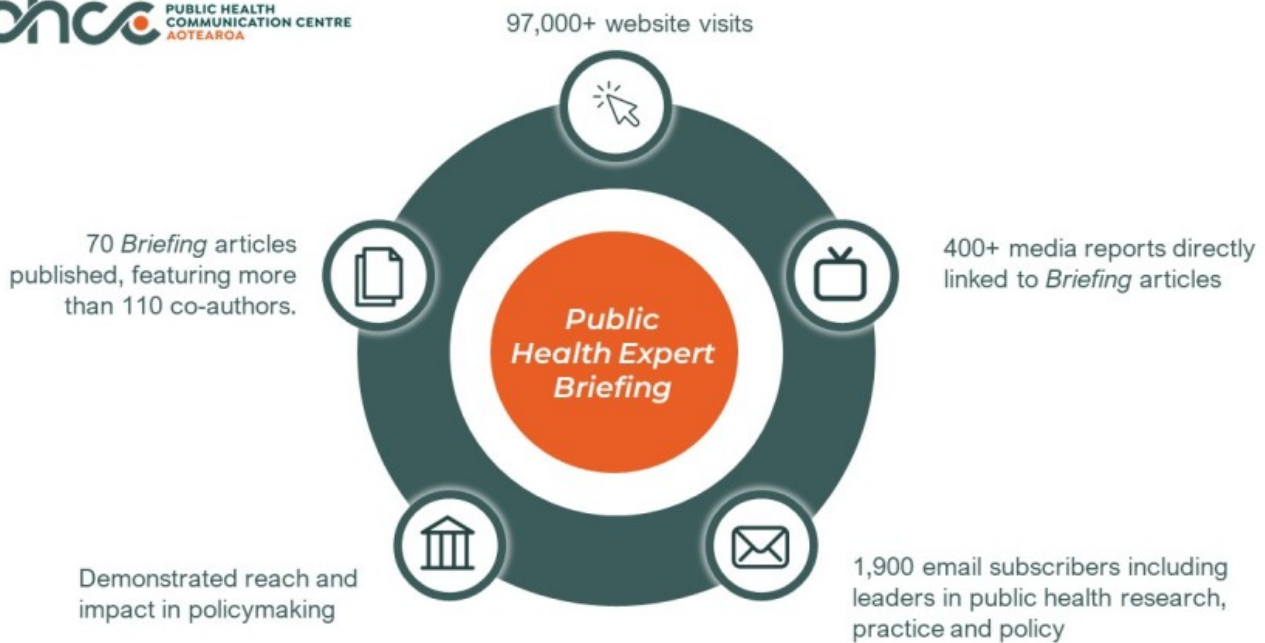 phcc
PUBLIC HEALTH
COMMUNICATION CENTRE
AOTEAROA
97,000+ website visits
70 Briefing articles
published, featuring more
than 110 co-authors.
400+ media reports directly
linked to Briefing articles
Public
Health Expert
Briefing
Demonstrated reach and
impact in policymaking
1,900 email subscribers including
leaders in public health research,
practice and policy